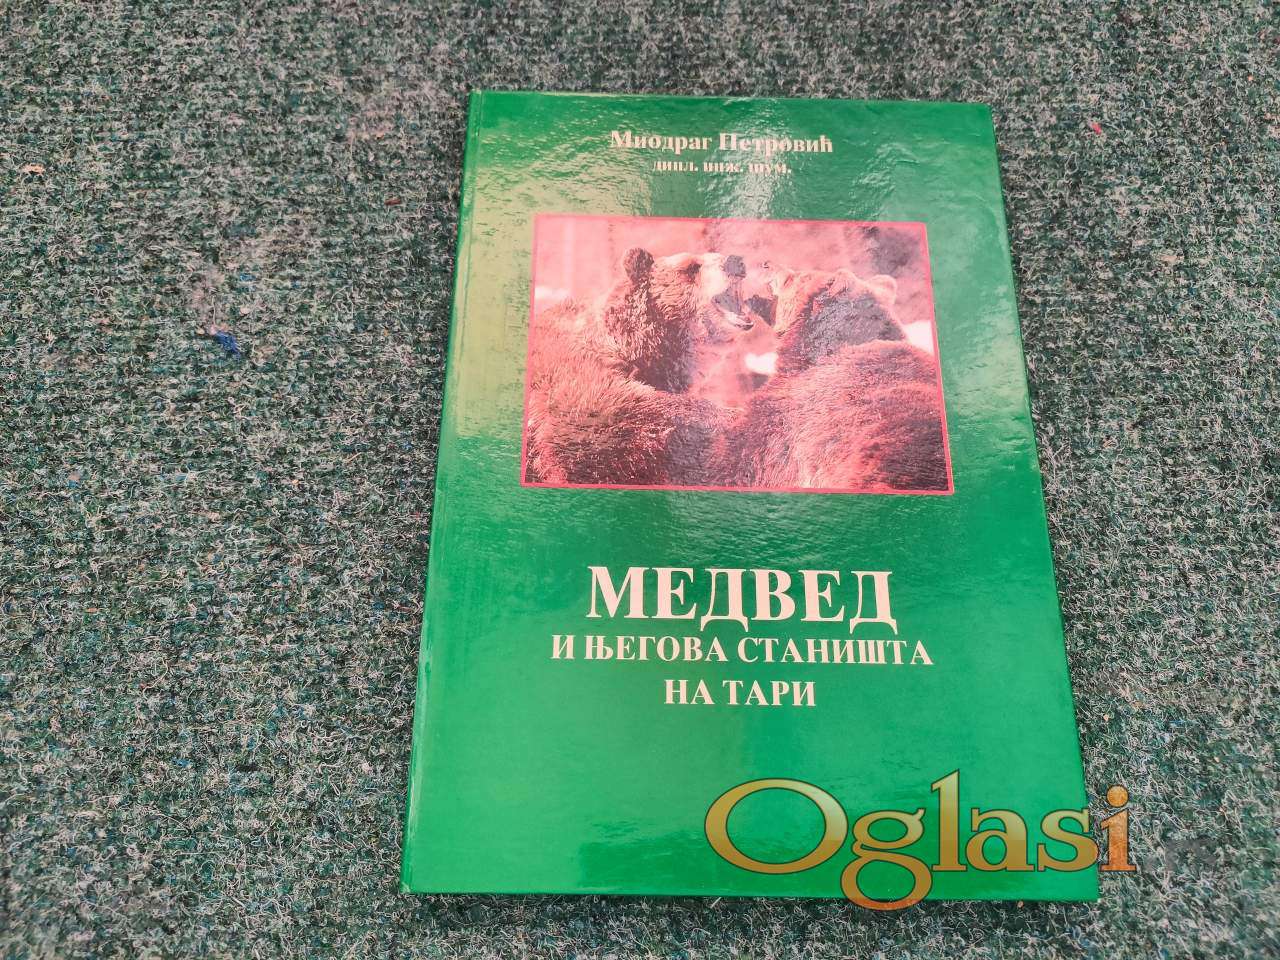 Миодраг Петровић
дипл. инж. шум.
МЕДВЕД
И ЊЕГОВА СТАНИШТА
НА ТАРИ
Oglasi